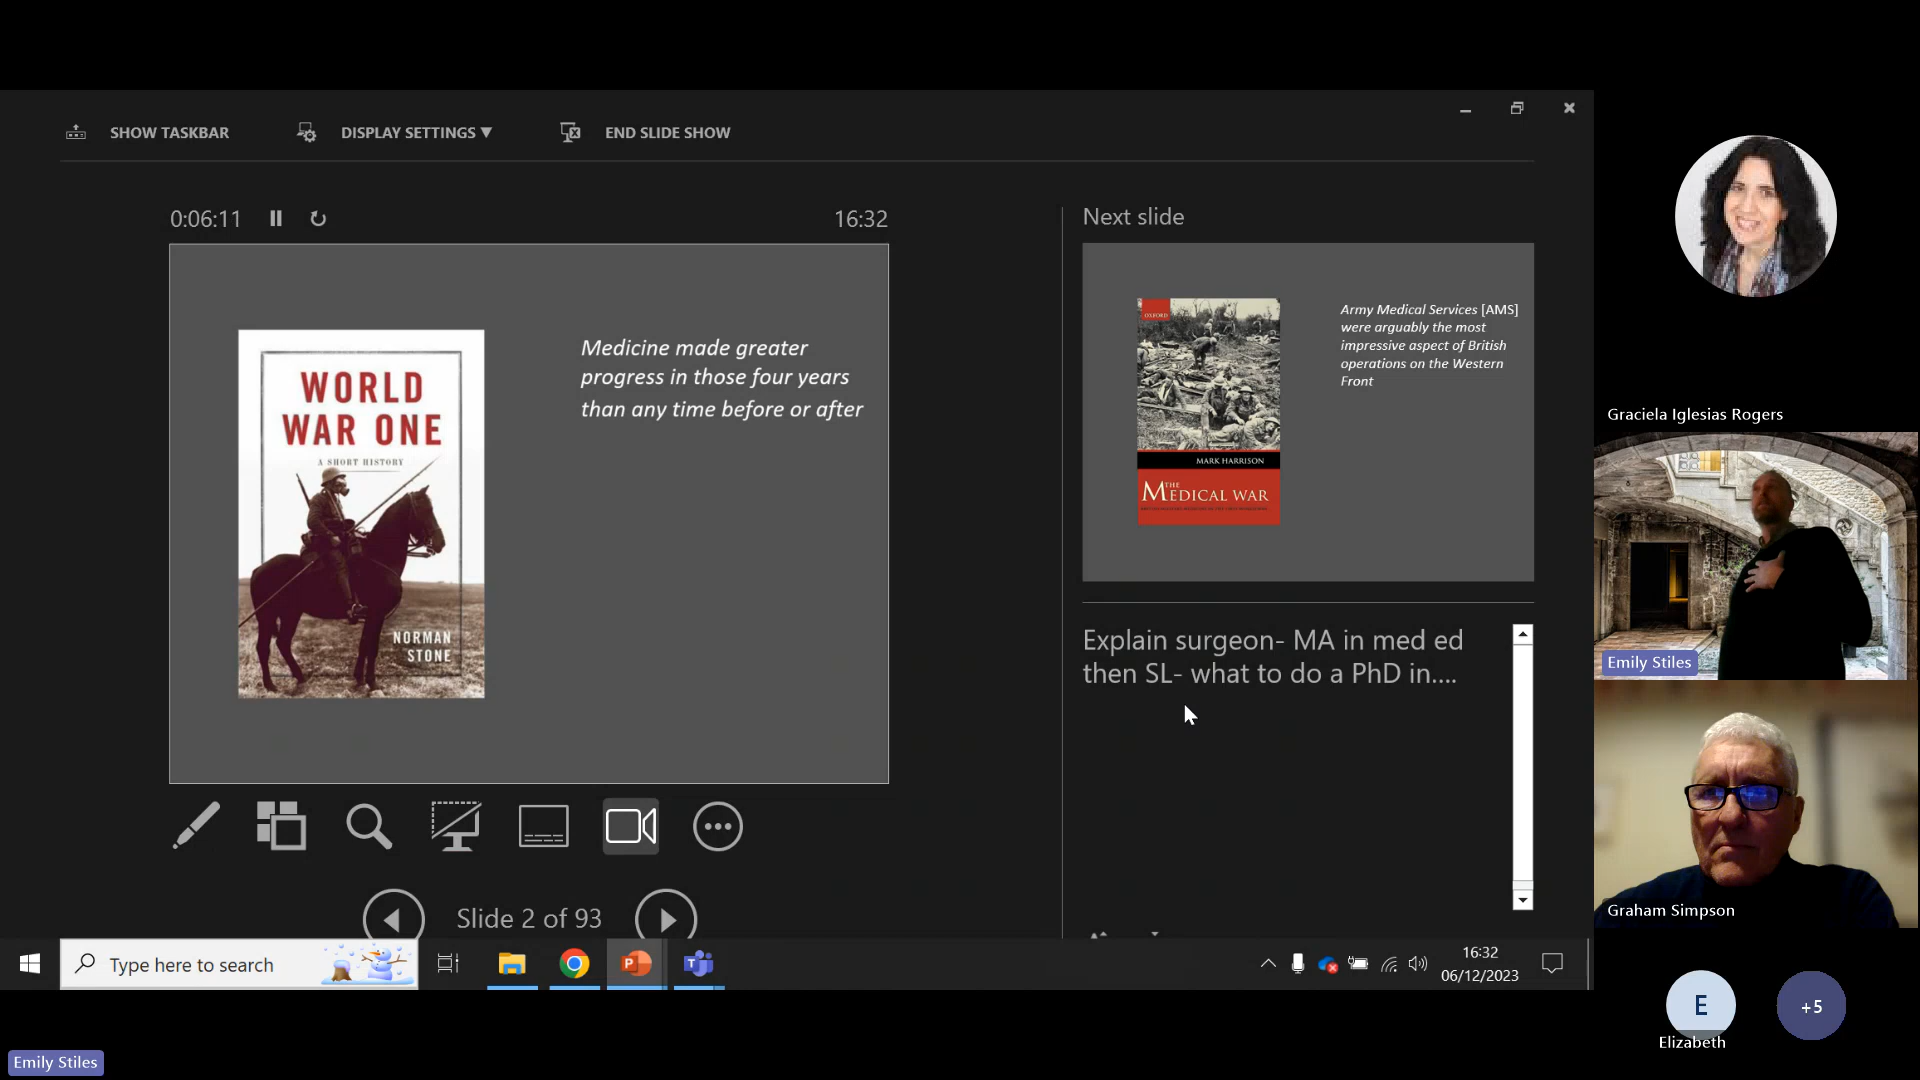 SHOW TASKBAR
DISPLAY SETTINGS ▼
END SLIDE SHOW
0:06:11
16:32
WORLD
WAR ONE
A SHORT HISTORY
NORMAN
STONE
Medicine made greater
progress in those four years
than any time before or after
Slide 2 of 93
Next slide
OXFORD
MARK HARRISON
THE
MEDICAL WAR
Army Medical Services [AMS]
were arguably the most
impressive aspect of British
operations on the Western
Front
Explain surgeon- MA in med ed
then SL- what to do a PhD in....
Type here to search
16:32
06/12/2023
Graciela Iglesias Rogers
Emily Stiles
Graham Simpson
E
Elizabeth
+5
Emily Stiles